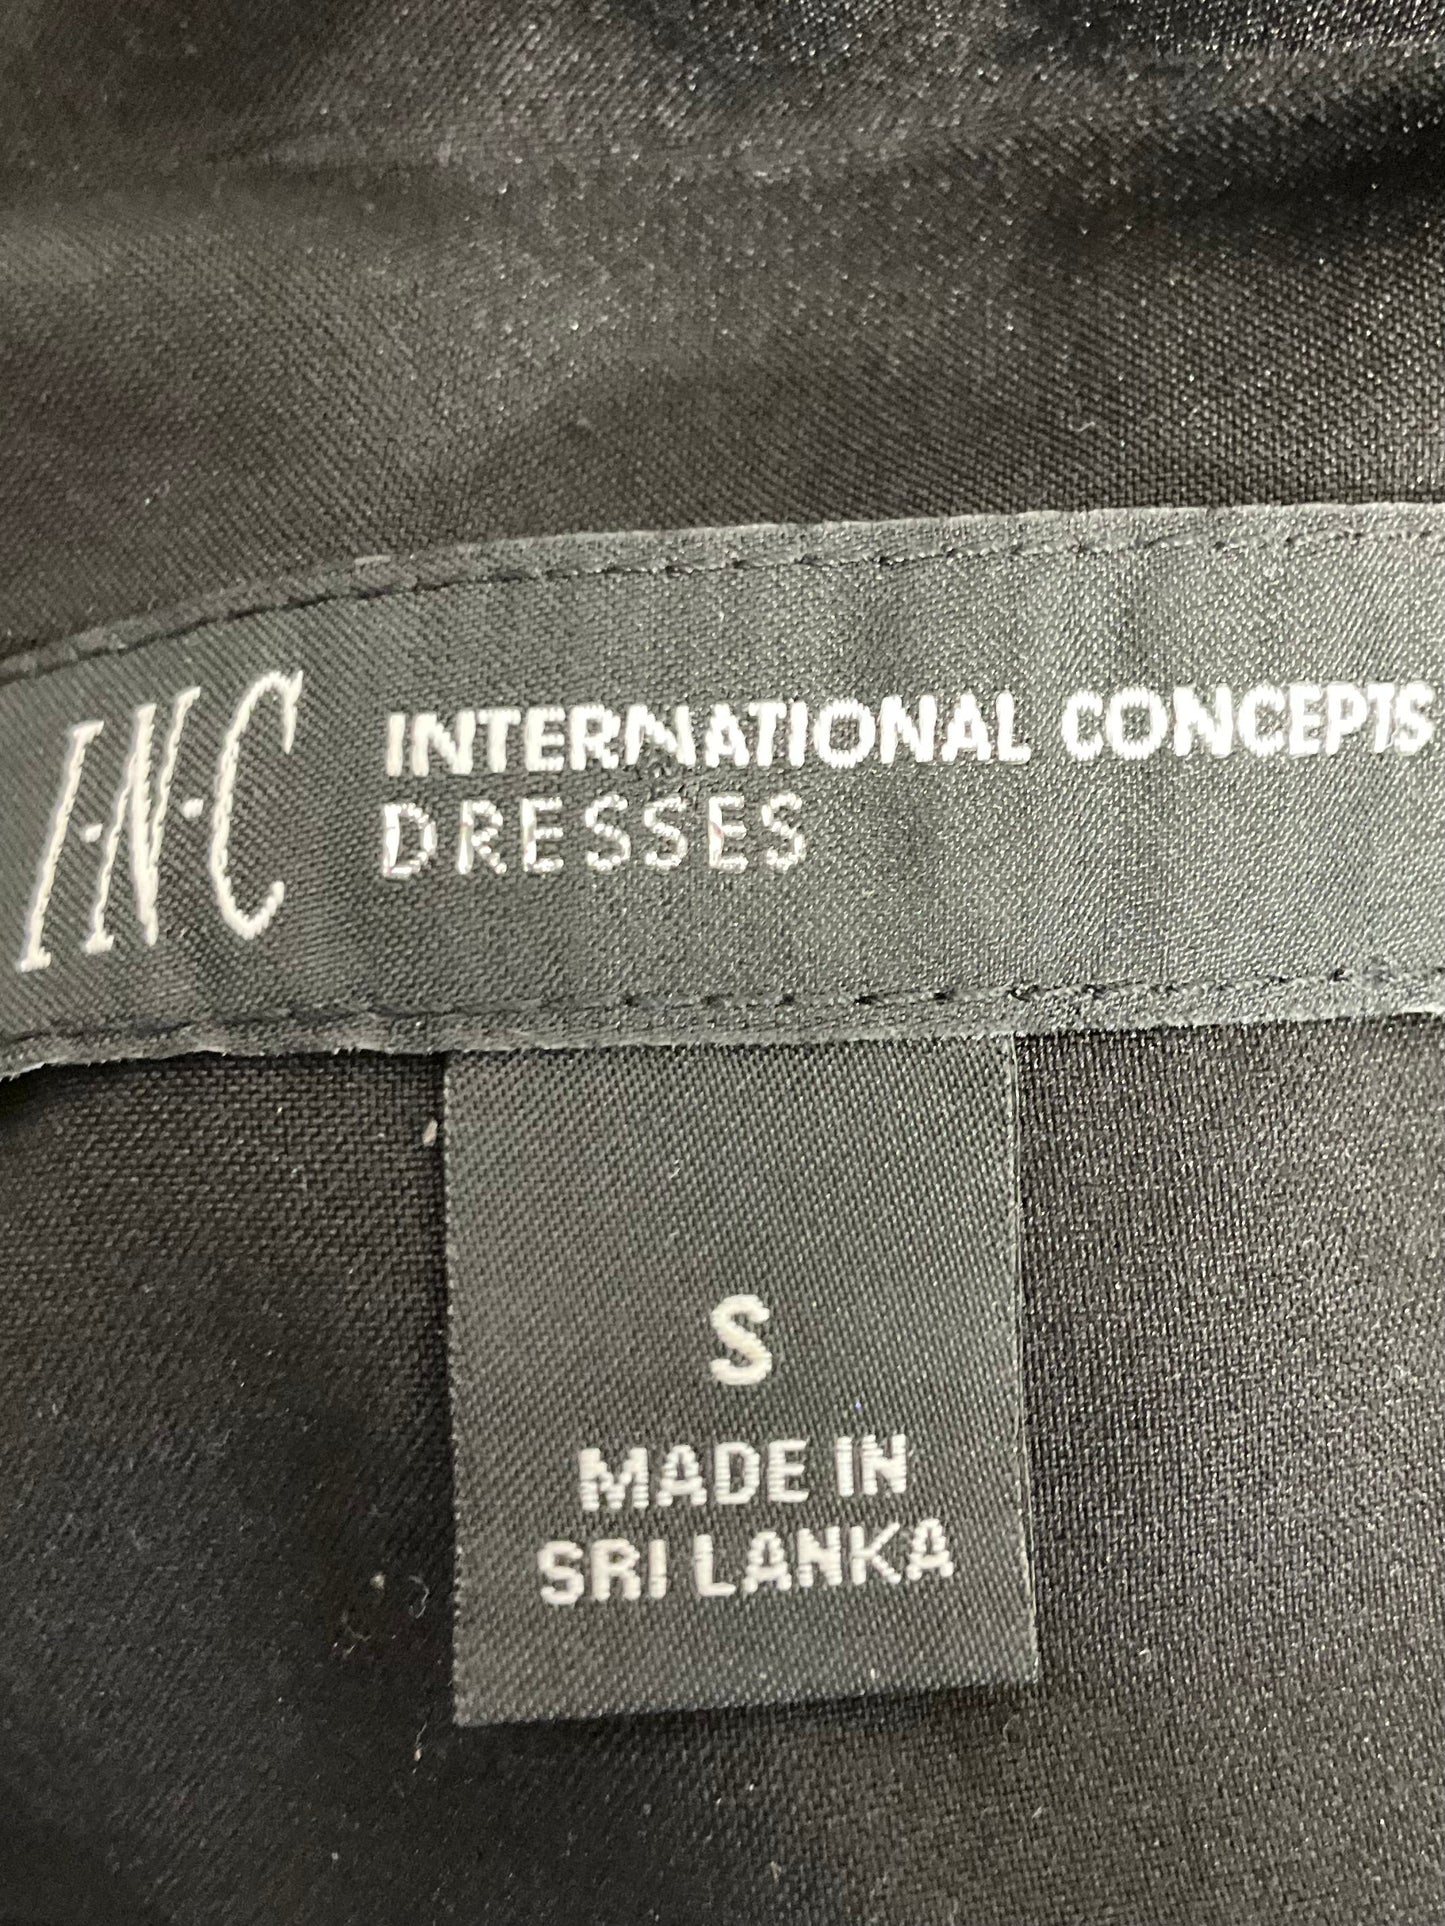 I·N·C INTERNATIONAL CONCEPTS
DRESSES
S
MADE IN
SRI LANKA